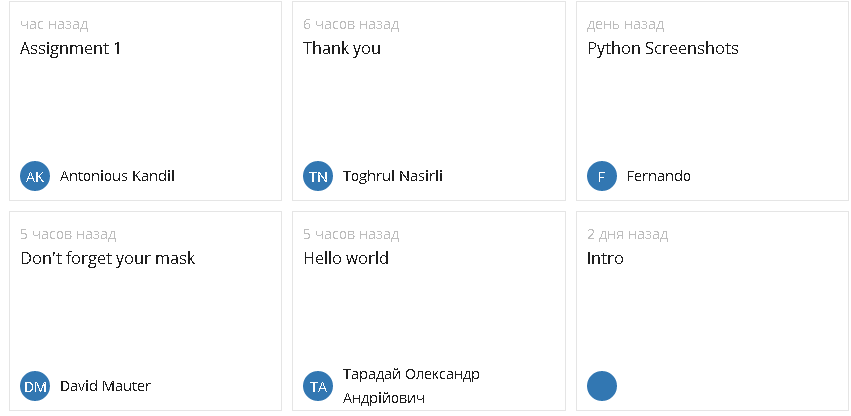 час назад
Assignment 1
AK Antonious Kandil
6 часов назад
Thank you
TN Toghrul Nasirli
день назад
Python Screenshots
F Fernando
5 часов назад
Don't forget your mask
DM David Mauter
5 часов назад
Hello world
TA Тарадай Олександр
Андрійович
2 дня назад
Intro